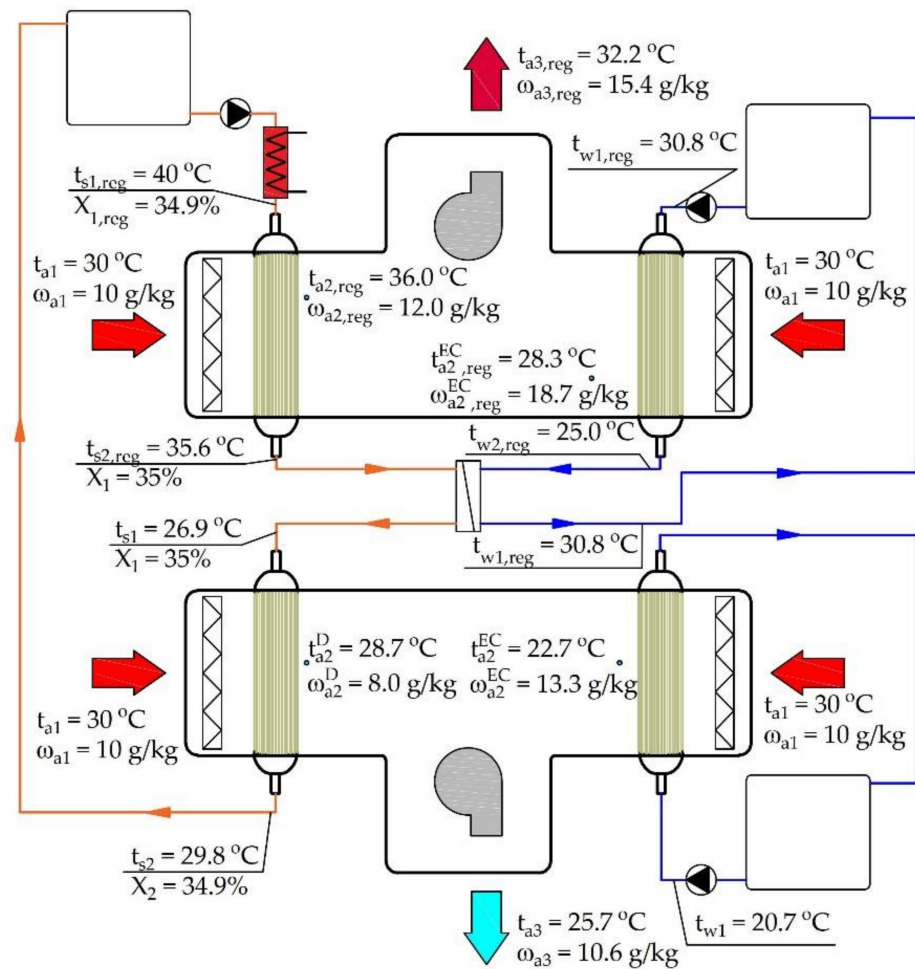 t_a3,reg = 32.2 °C
ω_a3,reg = 15.4 g/kg
t_w1,reg = 30.8 °C
t_s1,reg = 40 °C
X_1,reg = 34.9%
t_a1 = 30 °C
ω_a1 = 10 g/kg
t_a2,reg = 36.0 °C
ω_a2,reg = 12.0 g/kg
t_a1 = 30 °C
ω_a1 = 10 g/kg
t^EC_a2,reg = 28.3 °C
ω^EC_a2,reg = 18.7 g/kg
t_w2,reg = 25.0 °C
t_s2,reg = 35.6 °C
X_1 = 35%
t_s1 = 26.9 °C
X_1 = 35%
t_w1,reg = 30.8 °C
t^D_a2 = 28.7 °C
ω^D_a2 = 8.0 g/kg
t^EC_a2 = 22.7 °C
ω^EC_a2 = 13.3 g/kg
t_a1 = 30 °C
ω_a1 = 10 g/kg
t_a1 = 30 °C
ω_a1 = 10 g/kg
t_s2 = 29.8 °C
X_2 = 34.9%
t_a3 = 25.7 °C
ω_a3 = 10.6 g/kg
t_w1 = 20.7 °C